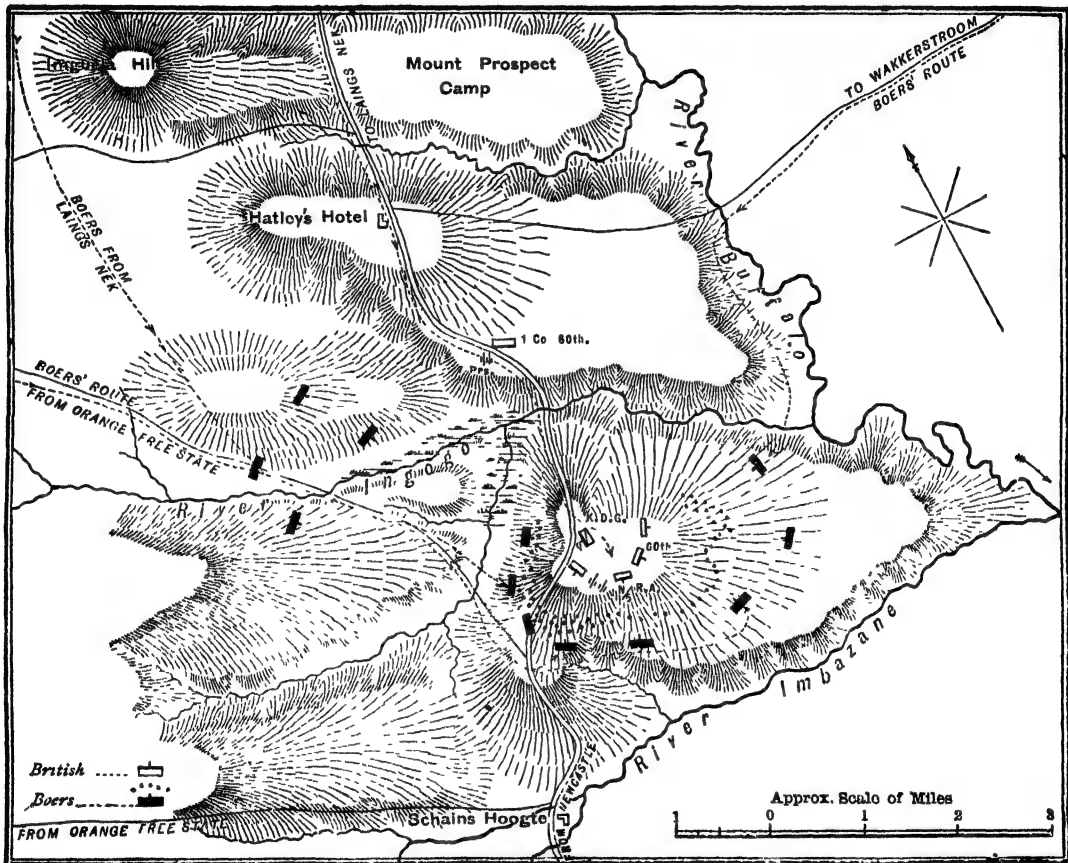 Hill
TO LAINGS NEK
Mount Prospect
Camp
TO WAKKERSTROOM
BOERS' ROUTE
River
Buffalo
Hatley's Hotel
BOERS FROM
LAINGS NEK
1 Co 60th.
BOERS' ROUTE
FROM ORANGE FREE STATE
Ingogo
River
K.D.G.
60th
N.R.A.
River Imbazane
British
Boers
FROM ORANGE FREE STATE
Schains Hoogte
NEWCASTLE
Approx. Scale of Miles
1 0 1 2 3